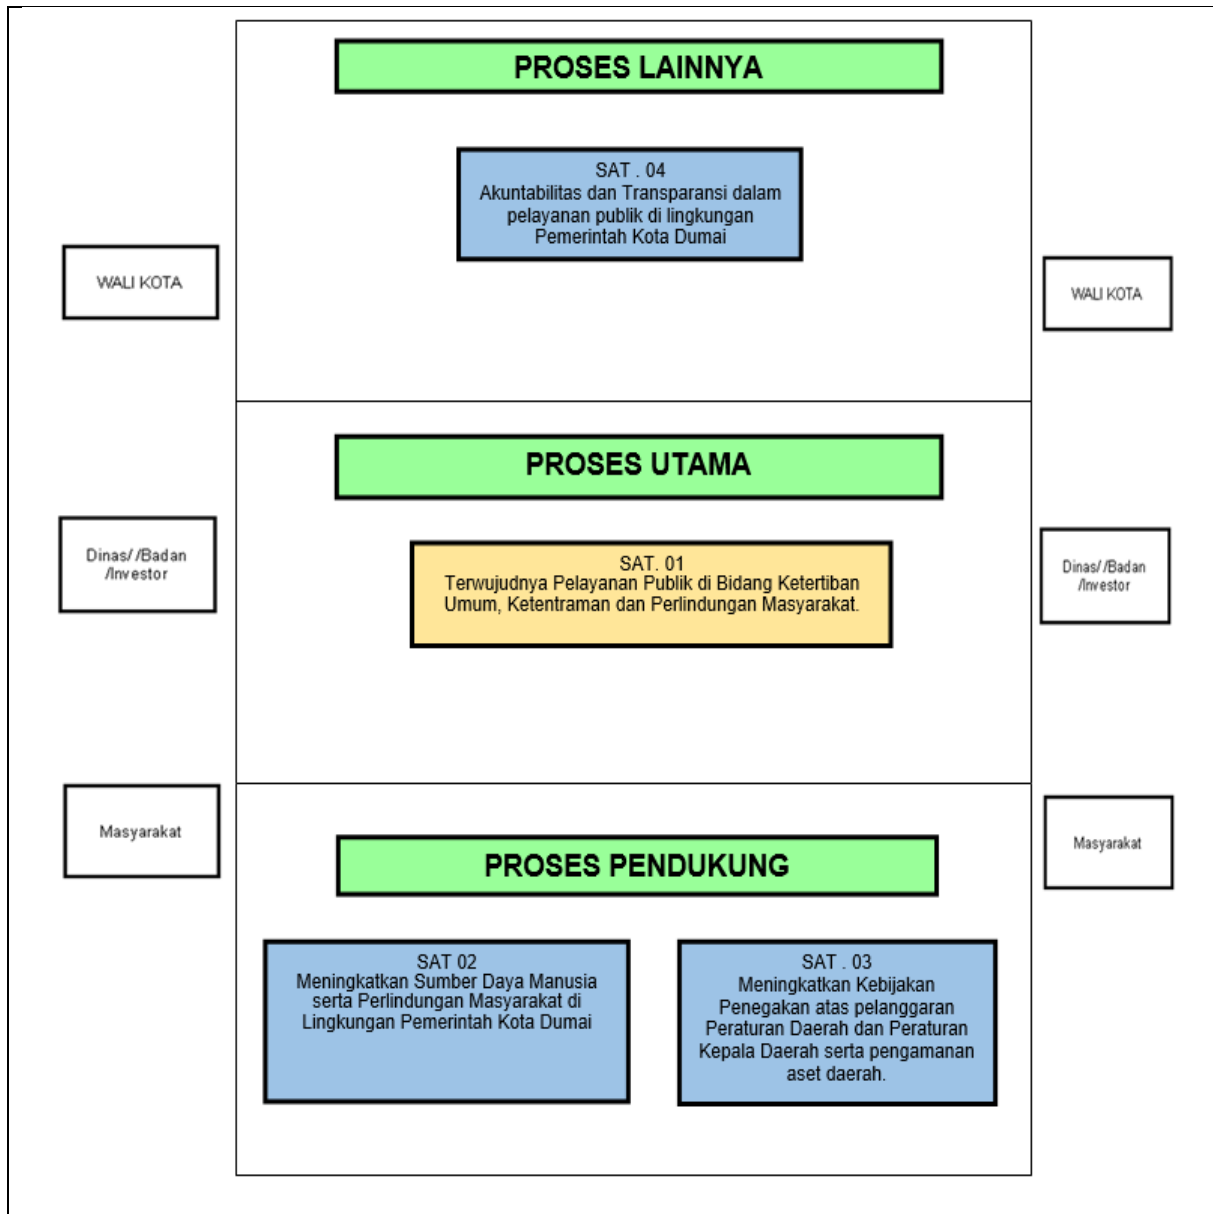 PROSES LAINNYA
SAT . 04
Akuntabilitas dan Transparansi dalam
pelayanan publik di lingkungan
Pemerintah Kota Dumai
WALI KOTA
WALI KOTA
PROSES UTAMA
SAT. 01
Terwujudnya Pelayanan Publik di Bidang Ketertiban
Umum, Ketentraman dan Perlindungan Masyarakat.
Dinas/ /Badan
/Investor
Dinas/ /Badan
/Investor
Masyarakat
Masyarakat
PROSES PENDUKUNG
SAT 02
Meningkatkan Sumber Daya Manusia
serta Perlindungan Masyarakat di
Lingkungan Pemerintah Kota Dumai
SAT . 03
Meningkatkan Kebijakan
Penegakan atas pelanggaran
Peraturan Daerah dan Peraturan
Kepala Daerah serta pengamanan
aset daerah.